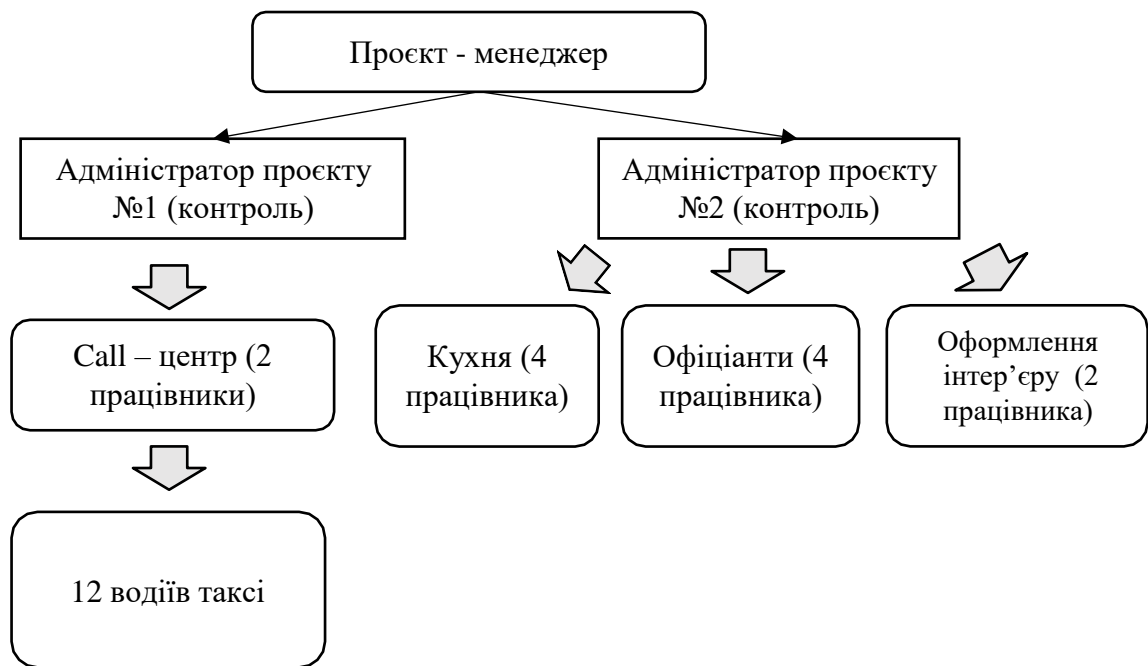 Проєкт - менеджер
Адміністратор проєкту
№1 (контроль)
Адміністратор проєкту
№2 (контроль)
Call – центр (2
працівники)
Кухня (4
працівника)
Офіціанти (4
працівника)
Оформлення
інтер’єру (2
працівника)
12 водіїв таксі